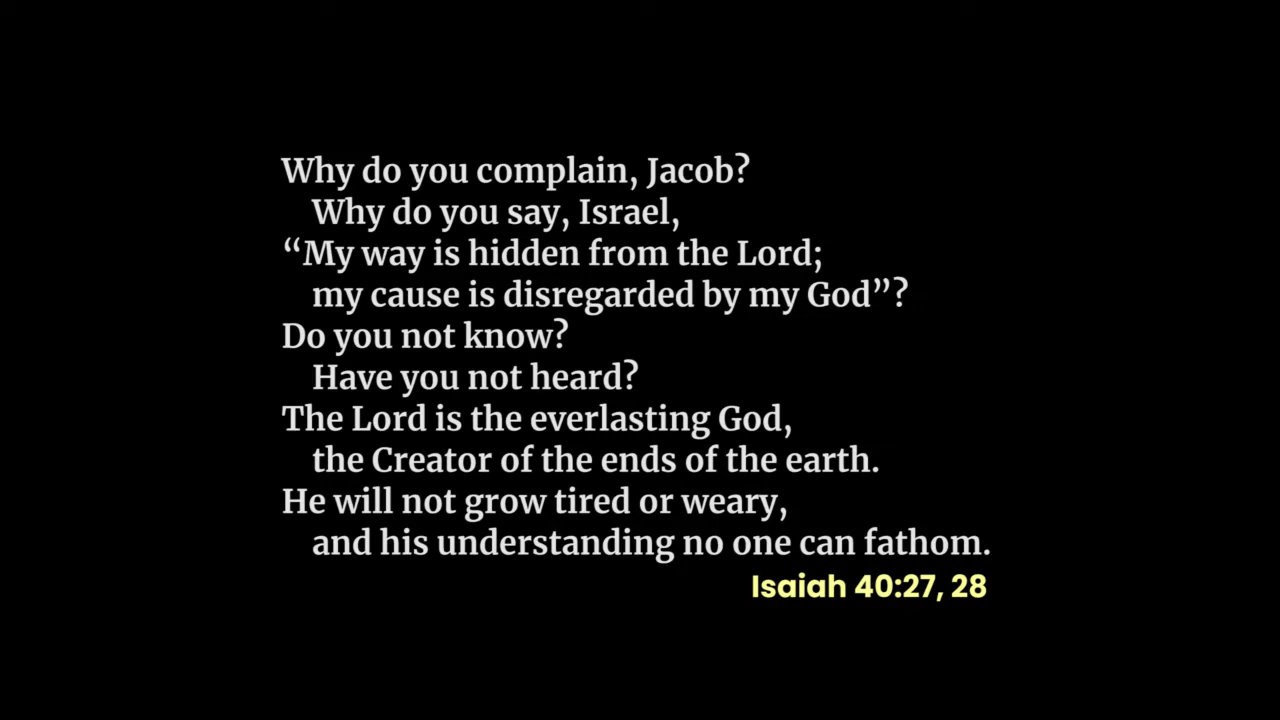 Why do you complain, Jacob?
Why do you say, Israel,
“My way is hidden from the Lord;
my cause is disregarded by my God”?
Do you not know?
Have you not heard?
The Lord is the everlasting God,
the Creator of the ends of the earth.
He will not grow tired or weary,
and his understanding no one can fathom.
Isaiah 40:27, 28